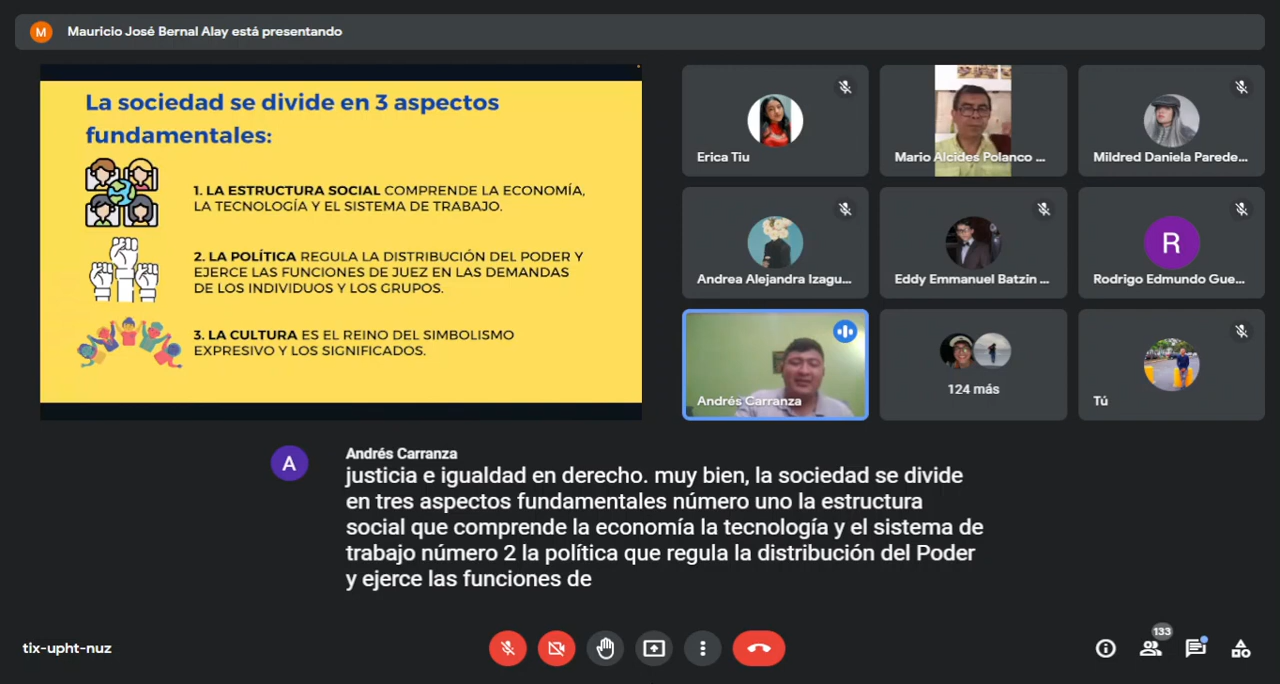 M
Mauricio José Bernal Alay está presentando
La sociedad se divide en 3 aspectos
fundamentales:
1. LA ESTRUCTURA SOCIAL COMPRENDE LA ECONOMÍA,
LA TECNOLOGÍA Y EL SISTEMA DE TRABAJO.
2. LA POLÍTICA REGULA LA DISTRIBUCIÓN DEL PODER Y
EJERCE LAS FUNCIONES DE JUEZ EN LAS DEMANDAS
DE LOS INDIVIDUOS Y LOS GRUPOS.
3. LA CULTURA ES EL REINO DEL SIMBOLISMO
EXPRESIVO Y LOS SIGNIFICADOS.
Erica Tiu
Mario Alcides Polanco ...
Mildred Daniela Parede...
Andrea Alejandra Izagu...
Eddy Emmanuel Batzin ...
R
Rodrigo Edmundo Gue...
Andrés Carranza
124 más
Tú
A
Andrés Carranza
justicia e igualdad en derecho. muy bien, la sociedad se divide
en tres aspectos fundamentales número uno la estructura
social que comprende la economía la tecnología y el sistema de
trabajo número 2 la política que regula la distribución del Poder
y ejerce las funciones de
tix-upht-nuz
133